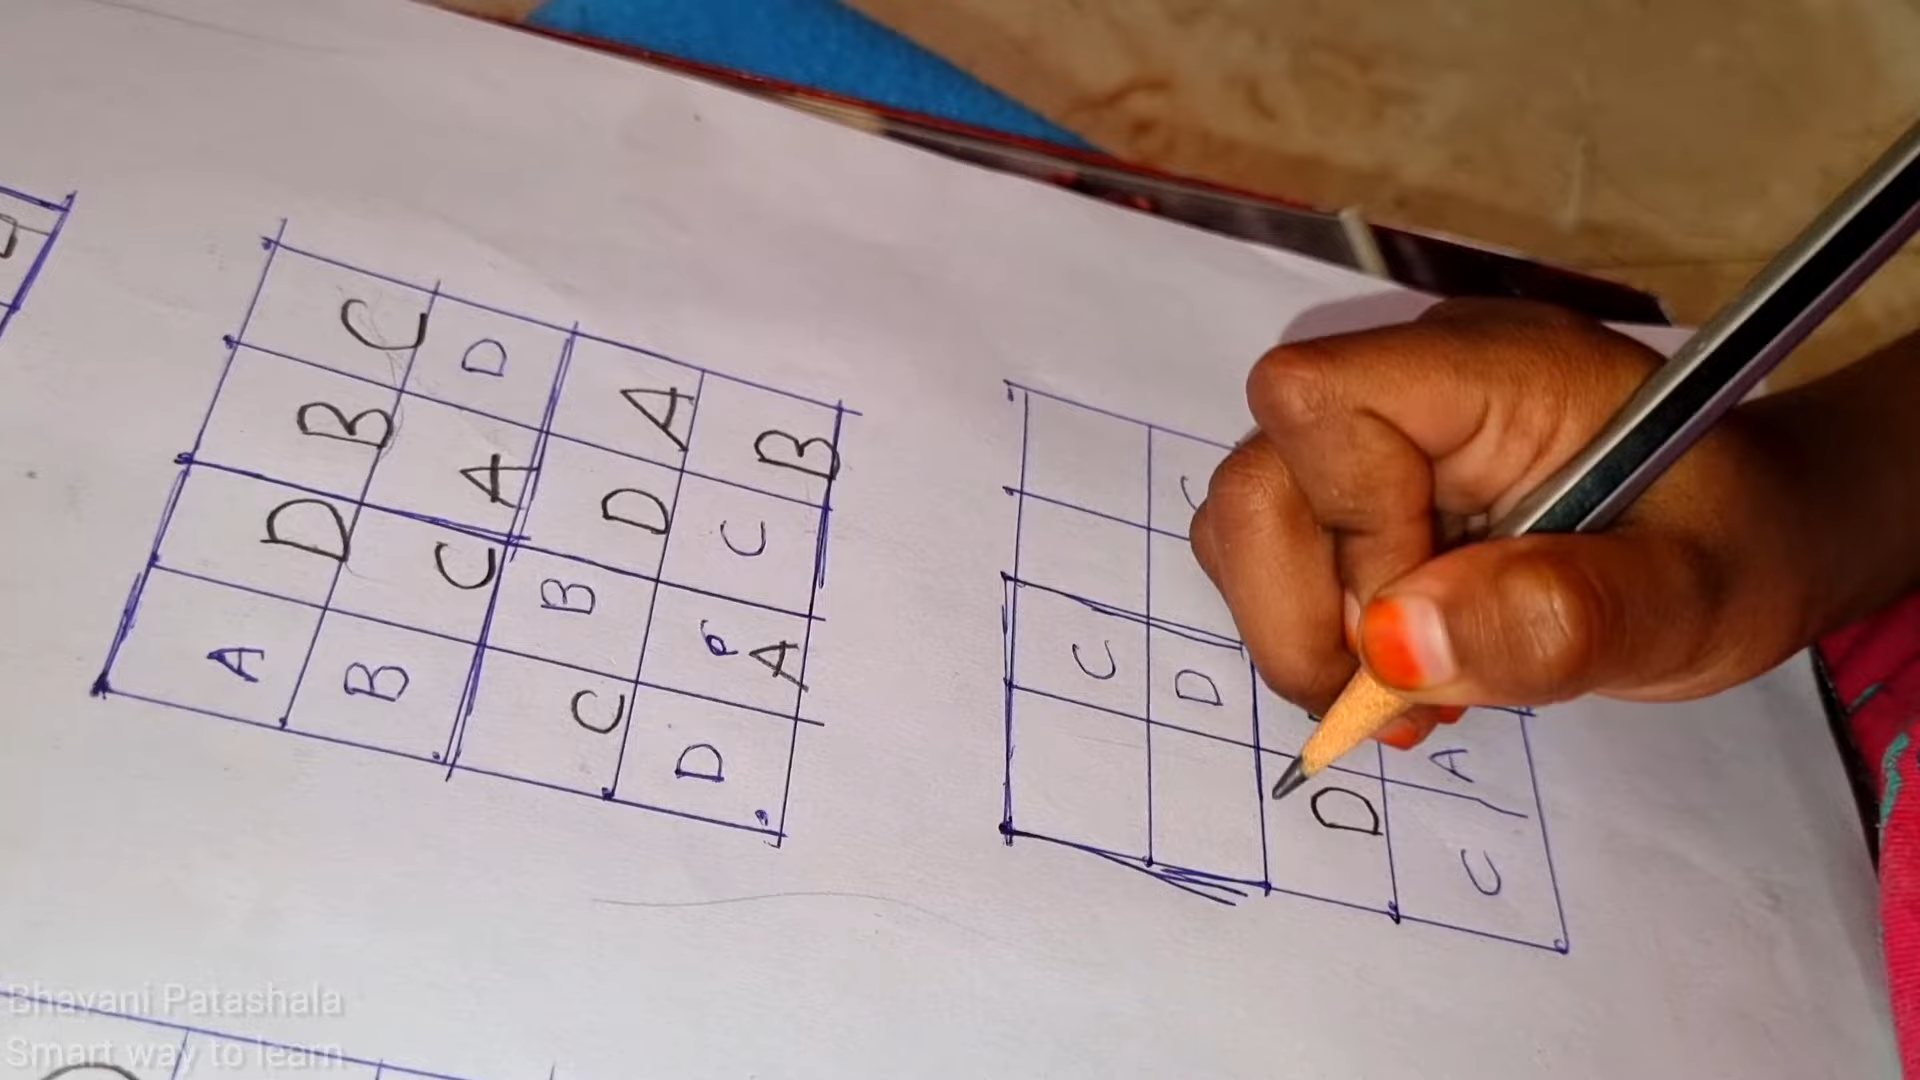 A D B C
B C A D
C B D A
D A C B
C
D
D
C A
Bhavani Patashala
Smart way to learn